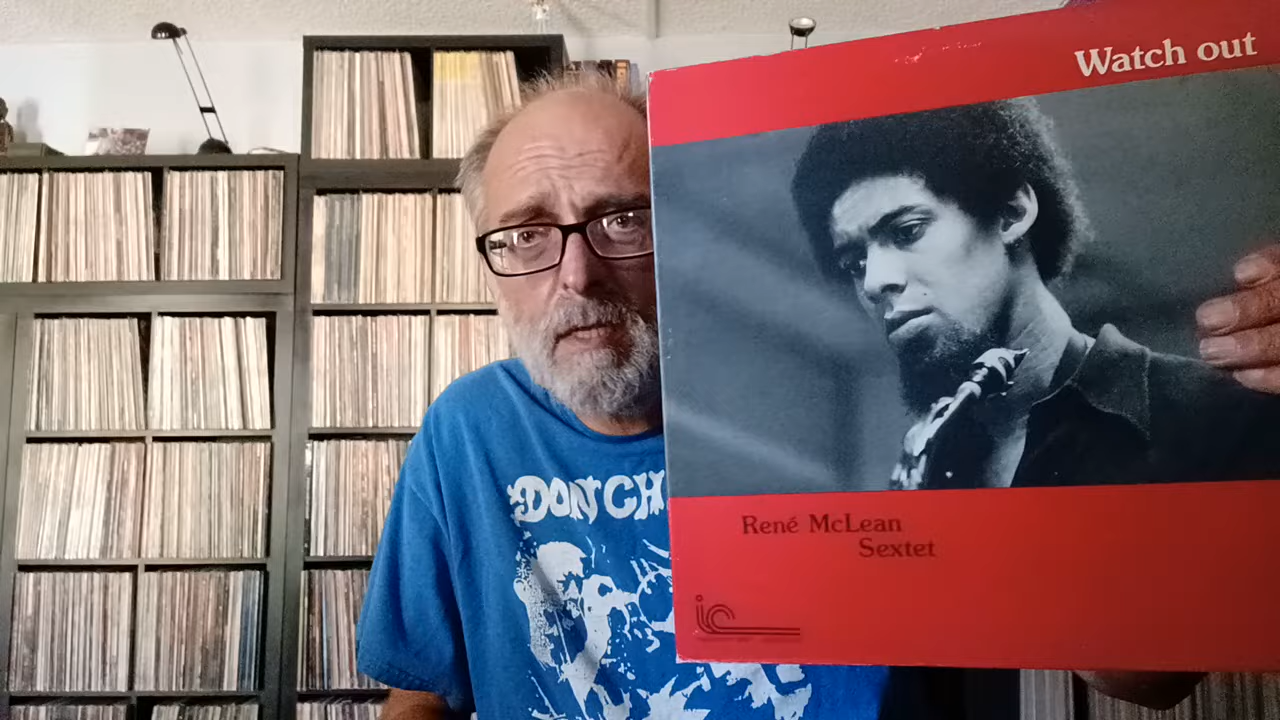 Watch out
René McLean
Sextet
ic
DON CH